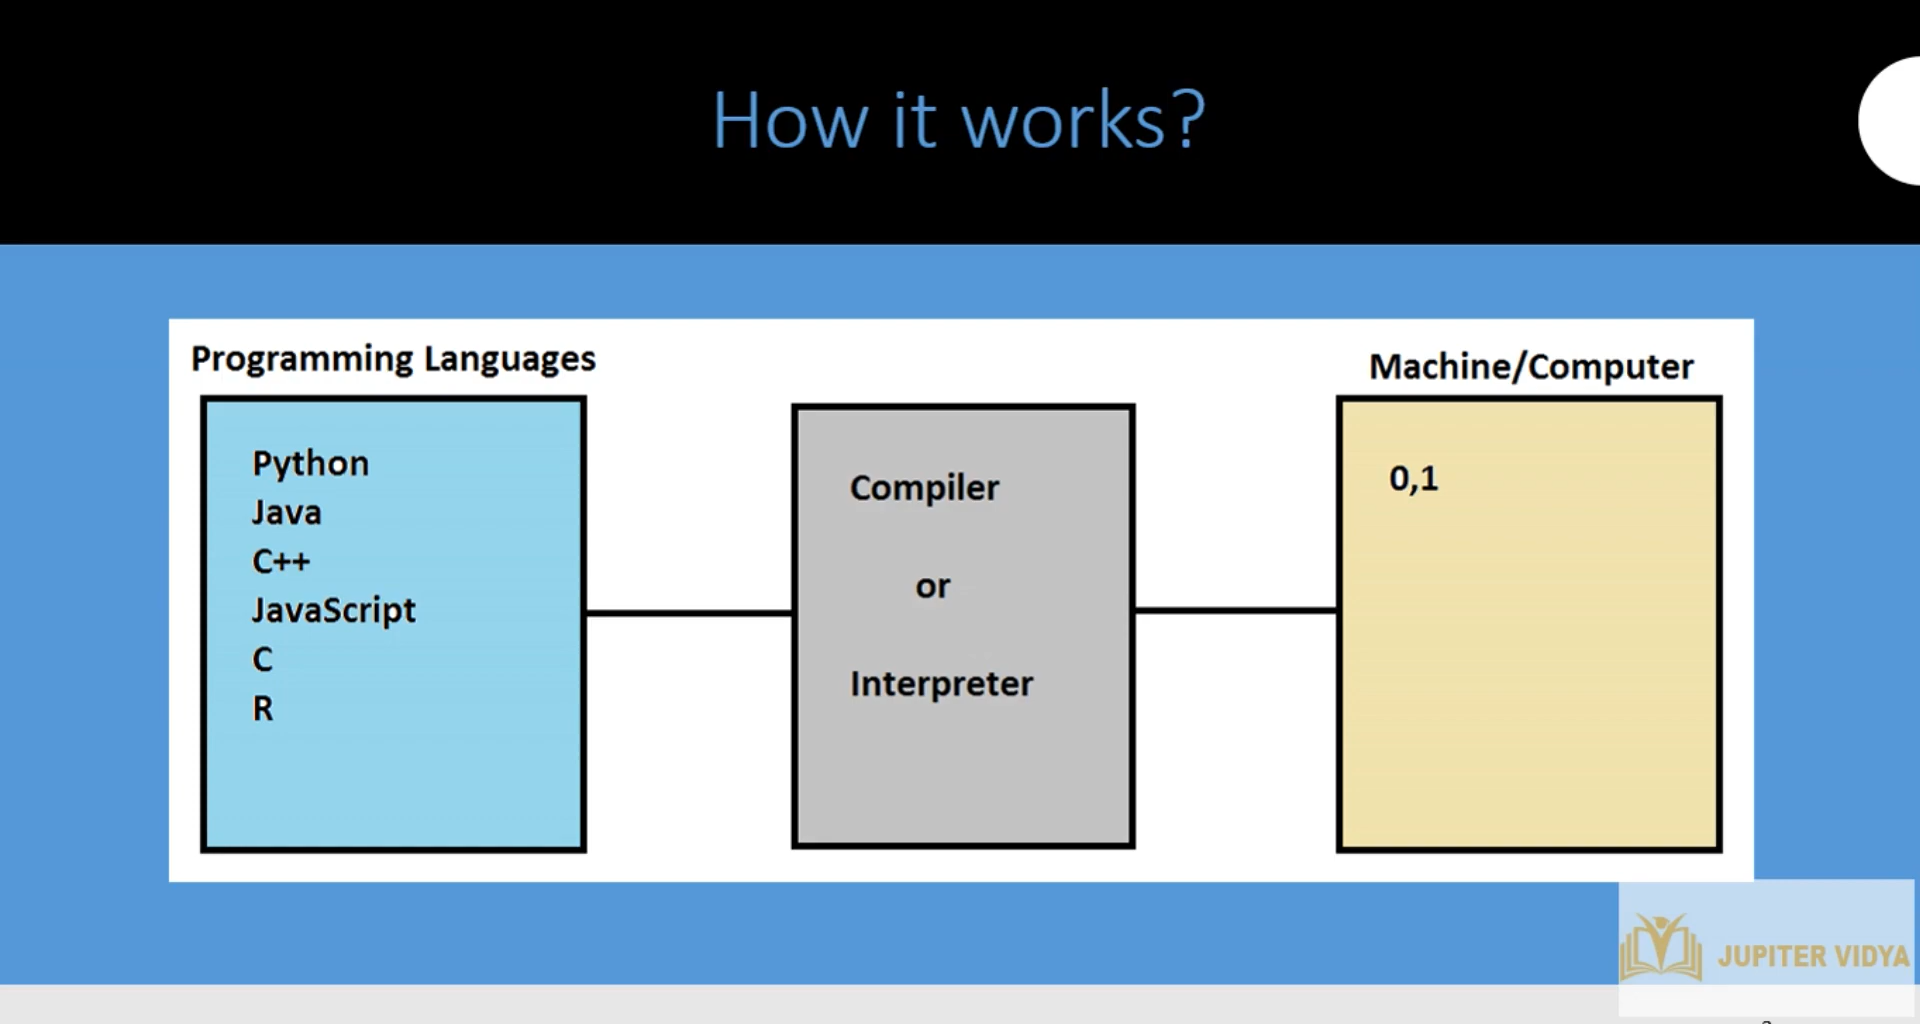 How it works?
Programming Languages
Python
Java
C++
JavaScript
C
R
Compiler
or
Interpreter
Machine/Computer
0,1
JUPITER VIDYA